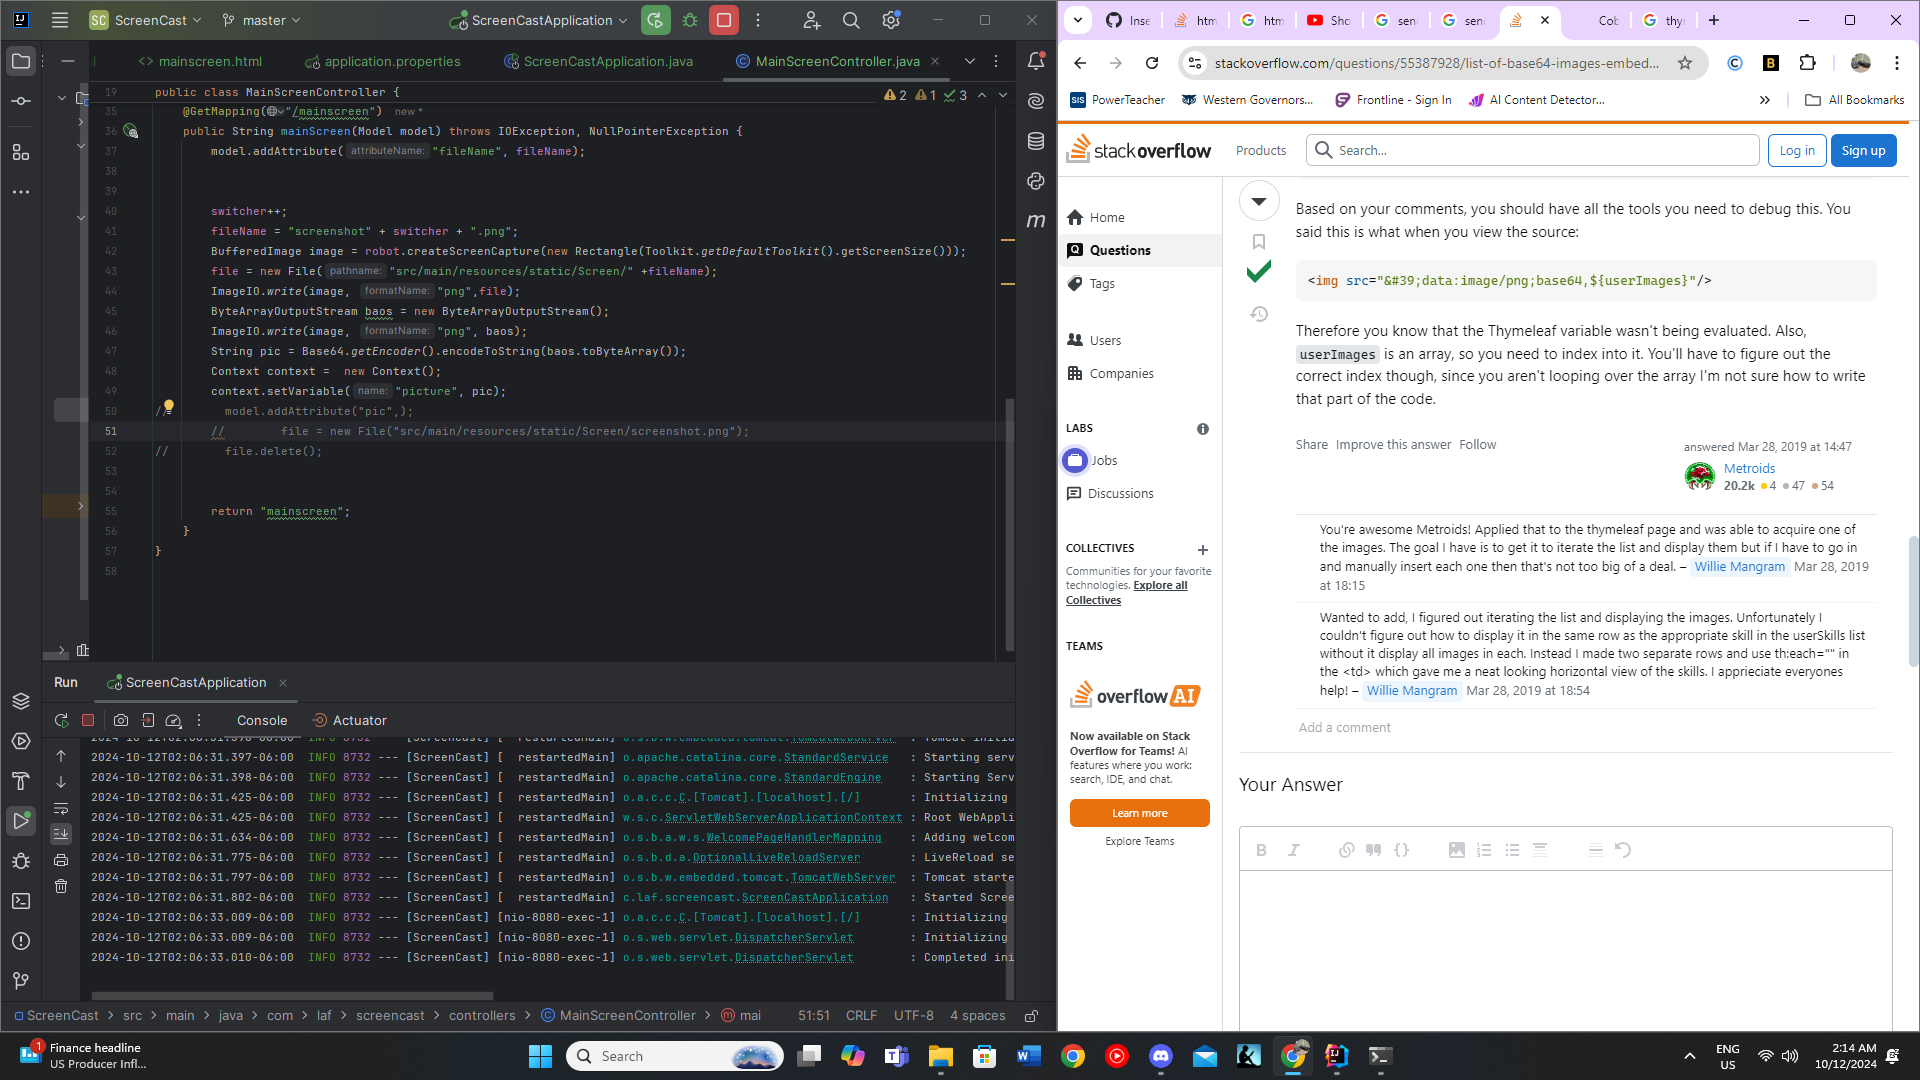 ScreenCast
master
ScreenCastApplication
mainscreen.html
application.properties
ScreenCastApplication.java
MainScreenController.java
2 1 3
19 public class MainScreenController {
35 @GetMapping("/mainscreen") new *
36 public String mainScreen(Model model) throws IOException, NullPointerException {
37 model.addAttribute( attributeName: "fileName", fileName);
38
39
40 switcher++;
41 fileName = "screenshot" + switcher + ".png";
42 BufferedImage image = robot.createScreenCapture(new Rectangle(Toolkit.getDefaultToolkit().getScreenSize()));
43 file = new File( pathname: "src/main/resources/static/Screen/" +fileName);
44 ImageIO.write(image, formatName: "png",file);
45 ByteArrayOutputStream baos = new ByteArrayOutputStream();
46 ImageIO.write(image, formatName: "png", baos);
47 String pic = Base64.getEncoder().encodeToString(baos.toByteArray());
48 Context context =  new Context();
49 context.setVariable( name: "picture", pic);
50 // model.addAttribute("pic",);
51 // file = new File("src/main/resources/static/Screen/screenshot.png");
52 // file.delete();
53
54
55 return "mainscreen";
56 }
57 }
58
Run ScreenCastApplication
Console Actuator
2024-10-12T02:06:31.397-06:00 INFO 8732 --- [ScreenCast] [ restartedMain] o.apache.catalina.core.StandardService : Starting serv
2024-10-12T02:06:31.398-06:00 INFO 8732 --- [ScreenCast] [ restartedMain] o.apache.catalina.core.StandardEngine : Starting Serv
2024-10-12T02:06:31.425-06:00 INFO 8732 --- [ScreenCast] [ restartedMain] o.a.c.c.C.[Tomcat].[localhost].[/] : Initializing
2024-10-12T02:06:31.425-06:00 INFO 8732 --- [ScreenCast] [ restartedMain] w.s.c.ServletWebServerApplicationContext : Root WebAppli
2024-10-12T02:06:31.634-06:00 INFO 8732 --- [ScreenCast] [ restartedMain] o.s.b.a.w.s.WelcomePageHandlerMapping : Adding welcom
2024-10-12T02:06:31.775-06:00 INFO 8732 --- [ScreenCast] [ restartedMain] o.s.b.d.a.OptionalLiveReloadServer : LiveReload se
2024-10-12T02:06:31.797-06:00 INFO 8732 --- [ScreenCast] [ restartedMain] o.s.b.w.embedded.tomcat.TomcatWebServer : Tomcat starte
2024-10-12T02:06:31.802-06:00 INFO 8732 --- [ScreenCast] [ restartedMain] c.laf.screencast.ScreenCastApplication : Started Scree
2024-10-12T02:06:33.009-06:00 INFO 8732 --- [ScreenCast] [nio-8080-exec-1] o.a.c.c.C.[Tomcat].[localhost].[/] : Initializing
2024-10-12T02:06:33.009-06:00 INFO 8732 --- [ScreenCast] [nio-8080-exec-1] o.s.web.servlet.DispatcherServlet : Initializing
2024-10-12T02:06:33.010-06:00 INFO 8732 --- [ScreenCast] [nio-8080-exec-1] o.s.web.servlet.DispatcherServlet : Completed ini
ScreenCast > src > main > java > com > laf > screencast > controllers > MainScreenController > mai 51:51 CRLF UTF-8 4 spaces
Inse htm htm Sho sen sen Cob thy
stackoverflow.com/questions/55387928/list-of-base64-images-embed...
PowerTeacher
Western Governors...
Frontline - Sign In
AI Content Detector...
All Bookmarks
stackoverflow
Products
Search...
Log in
Sign up
Home
Questions
Tags
Users
Companies
LABS
Jobs
Discussions
COLLECTIVES
Communities for your favorite
technologies. Explore all
Collectives
TEAMS
overflow AI
Now available on Stack
Overflow for Teams! AI
features where you work:
search, IDE, and chat.
Learn more
Explore Teams
Based on your comments, you should have all the tools you need to debug this. You
said this is what when you view the source:
<img src="&#39;data:image/png;base64,${userImages}"/>
Therefore you know that the Thymeleaf variable wasn't being evaluated. Also,
userImages is an array, so you need to index into it. You'll have to figure out the
correct index though, since you aren't looping over the array I'm not sure how to write
that part of the code.
Share Improve this answer Follow
answered Mar 28, 2019 at 14:47
Metroids
20.2k 4 47 54
You're awesome Metroids! Applied that to the thymeleaf page and was able to acquire one of
the images. The goal I have is to get it to iterate the list and display them but if I have to go in
and manually insert each one then that's not too big of a deal. – Willie Mangram Mar 28, 2019
at 18:15
Wanted to add, I figured out iterating the list and displaying the images. Unfortunately I
couldn't figure out how to display it in the same row as the appropriate skill in the userSkills list
without it display all images in each. Instead I made two separate rows and use th:each="" in
the <td> which gave me a neat looking horizontal view of the skills. I apprieciate everyones
help! – Willie Mangram Mar 28, 2019 at 18:54
Add a comment
Your Answer
1
Finance headline
US Producer Infl...
Search
ENG
US
2:14 AM
10/12/2024